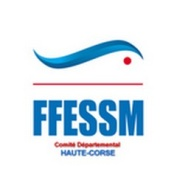 FFESSM
Comité Départemental
HAUTE-CORSE